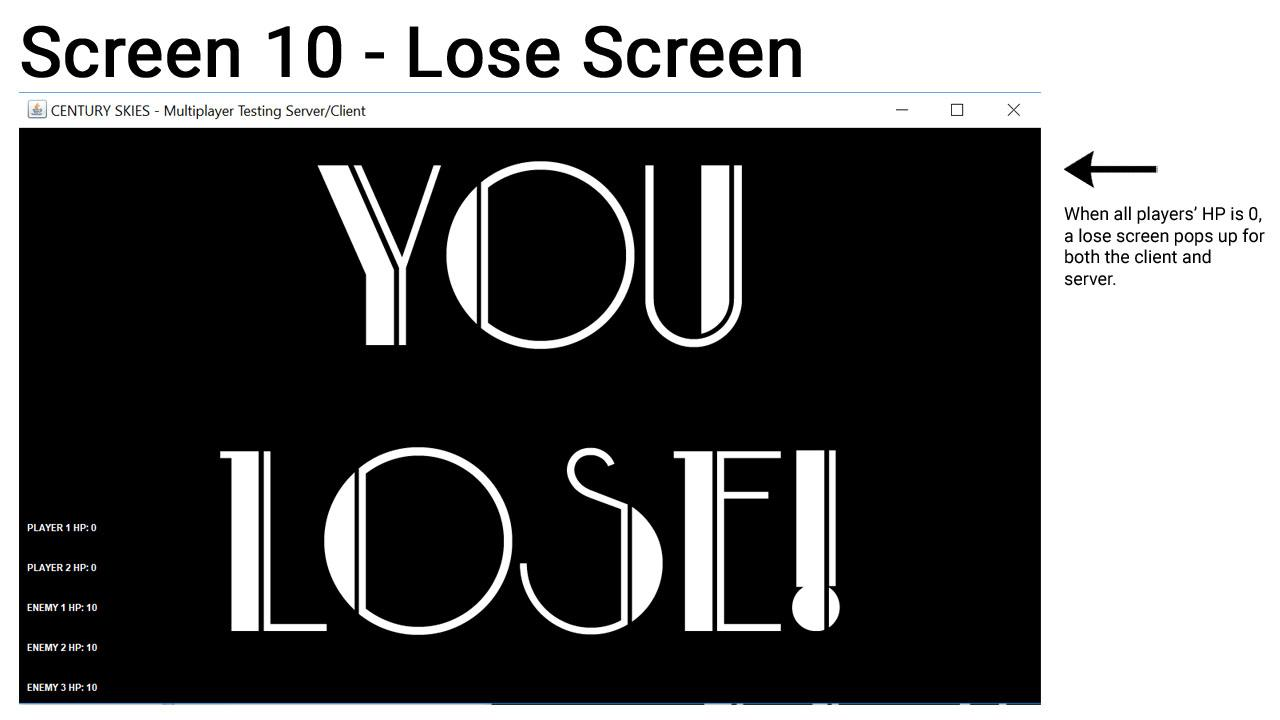 Screen 10 - Lose Screen
CENTURY SKIES - Multiplayer Testing Server/Client
When all players’ HP is 0,
a lose screen pops up for
both the client and
server.
YOU
LOSE!
PLAYER 1 HP: 0
PLAYER 2 HP: 0
ENEMY 1 HP: 10
ENEMY 2 HP: 10
ENEMY 3 HP: 10